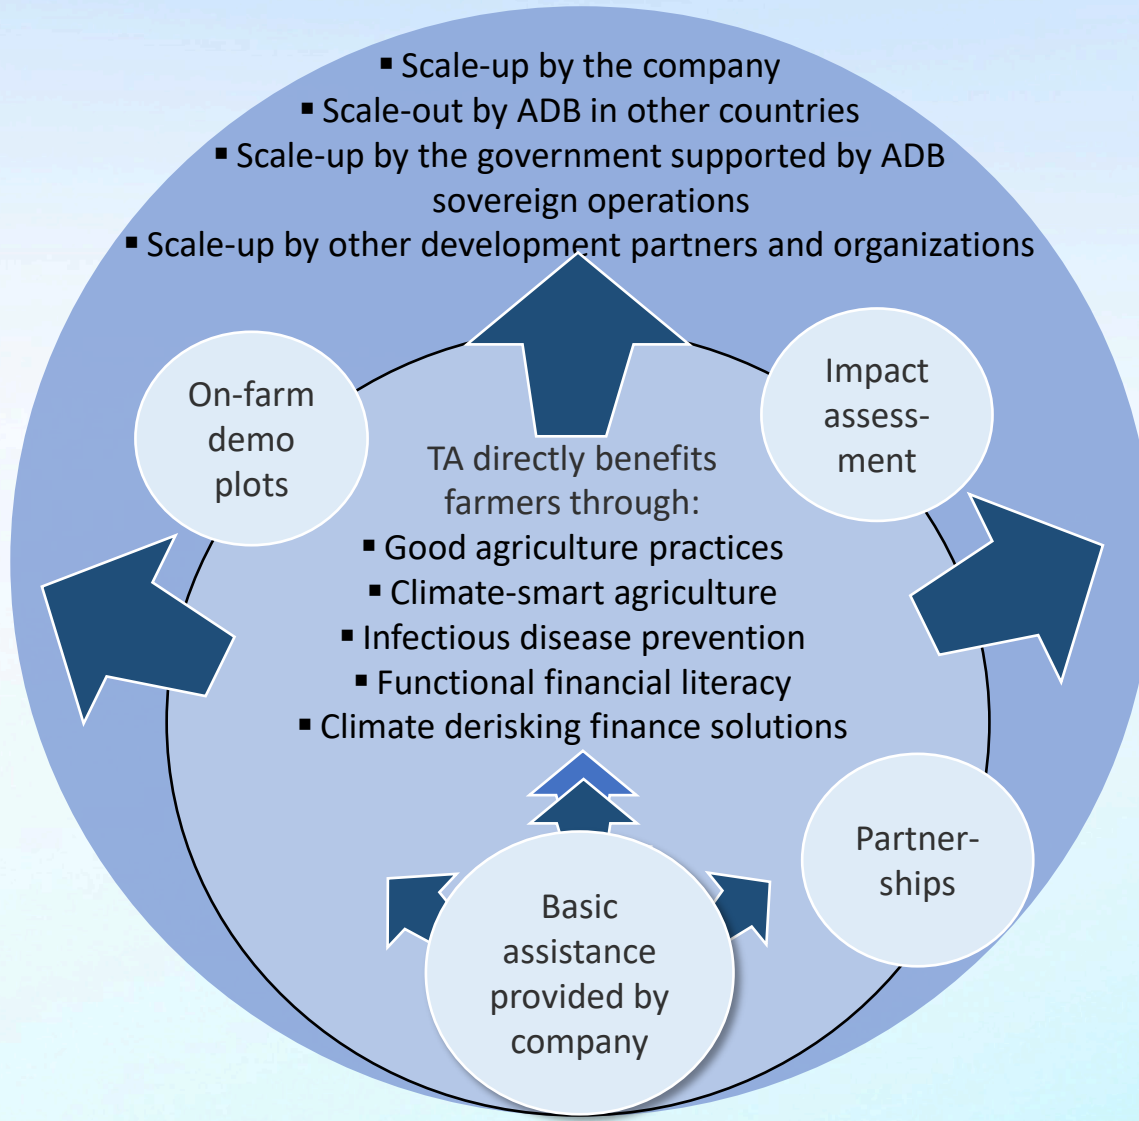 ▪ Scale-up by the company
▪ Scale-out by ADB in other countries
▪ Scale-up by the government supported by ADB
sovereign operations
▪ Scale-up by other development partners and organizations
On-farm
demo
plots
Impact
assess-
ment
TA directly benefits
farmers through:
▪ Good agriculture practices
▪ Climate-smart agriculture
▪ Infectious disease prevention
▪ Functional financial literacy
▪ Climate derisking finance solutions
Partner-
ships
Basic
assistance
provided by
company